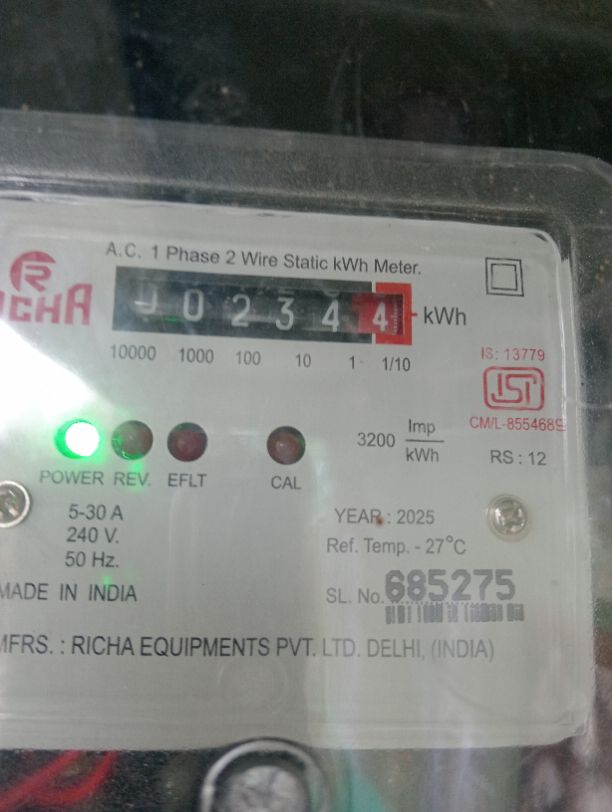 A.C. 1 Phase 2 Wire Static kWh Meter.
R
0 2 3 4 4 kWh
10000 1000 100 10 1 1/10
IS: 13779
ISI
CM/L-8554689
3200 Imp/kWh
RS : 12
POWER REV. EFLT CAL
5-30 A
240 V.
50 Hz.
YEAR : 2025
Ref. Temp. - 27°C
MADE IN INDIA
SL. No. 685275
MFRS. : RICHA EQUIPMENTS PVT. LTD. DELHI, (INDIA)